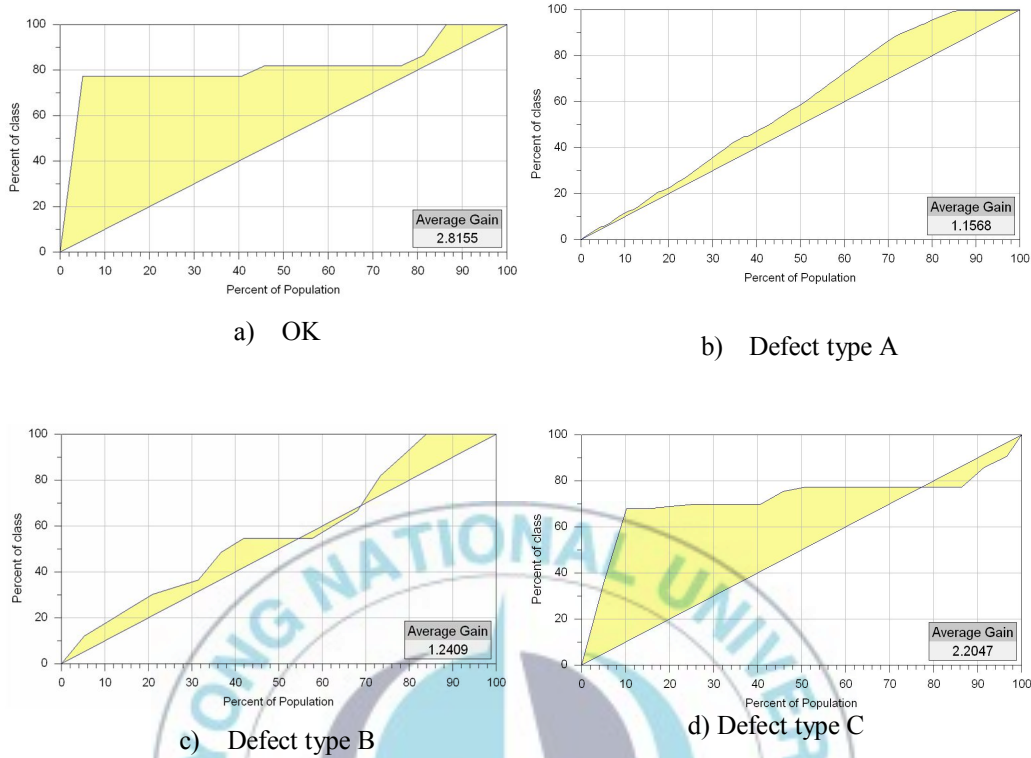 100
80
60
40
20
0
Percent of class
Average Gain
2.8155
0 10 20 30 40 50 60 70 80 90 100
Percent of Population
a) OK
100
80
60
40
20
0
Percent of class
Average Gain
1.1568
0 10 20 30 40 50 60 70 80 90 100
Percent of Population
b) Defect type A
100
80
60
40
20
0
Percent of class
Average Gain
1.2409
0 10 20 30 40 50 60 70 80 90 100
Percent of Population
c) Defect type B
100
80
60
40
20
0
Percent of class
Average Gain
2.2047
0 10 20 30 40 50 60 70 80 90 100
Percent of Population
d) Defect type C
YONG NATIONAL UNIVER